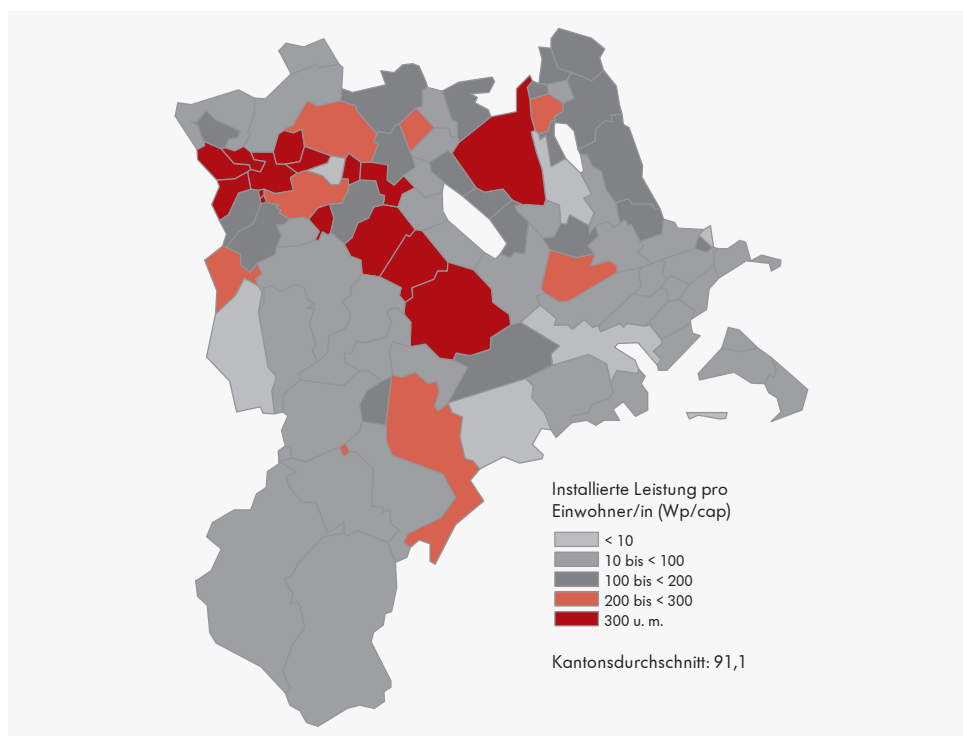 Installierte Leistung pro
Einwohner/in (Wp/cap)
< 10
10 bis < 100
100 bis < 200
200 bis < 300
300 u. m.
Kantonsdurchschnitt: 91,1